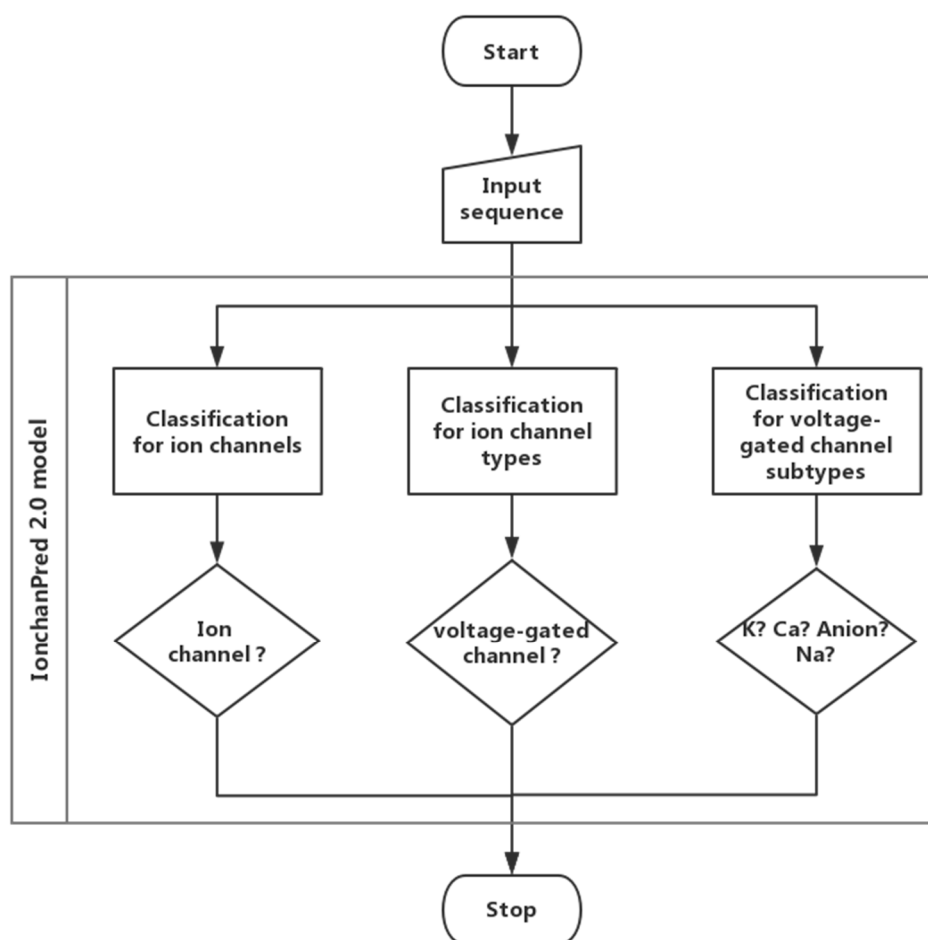 Start
Input
sequence
IonchanPred 2.0 model
Classification
for ion channels
Classification
for ion channel
types
Classification
for voltage-
gated channel
subtypes
Ion
channel ?
voltage-gated
channel ?
K? Ca? Anion?
Na?
Stop